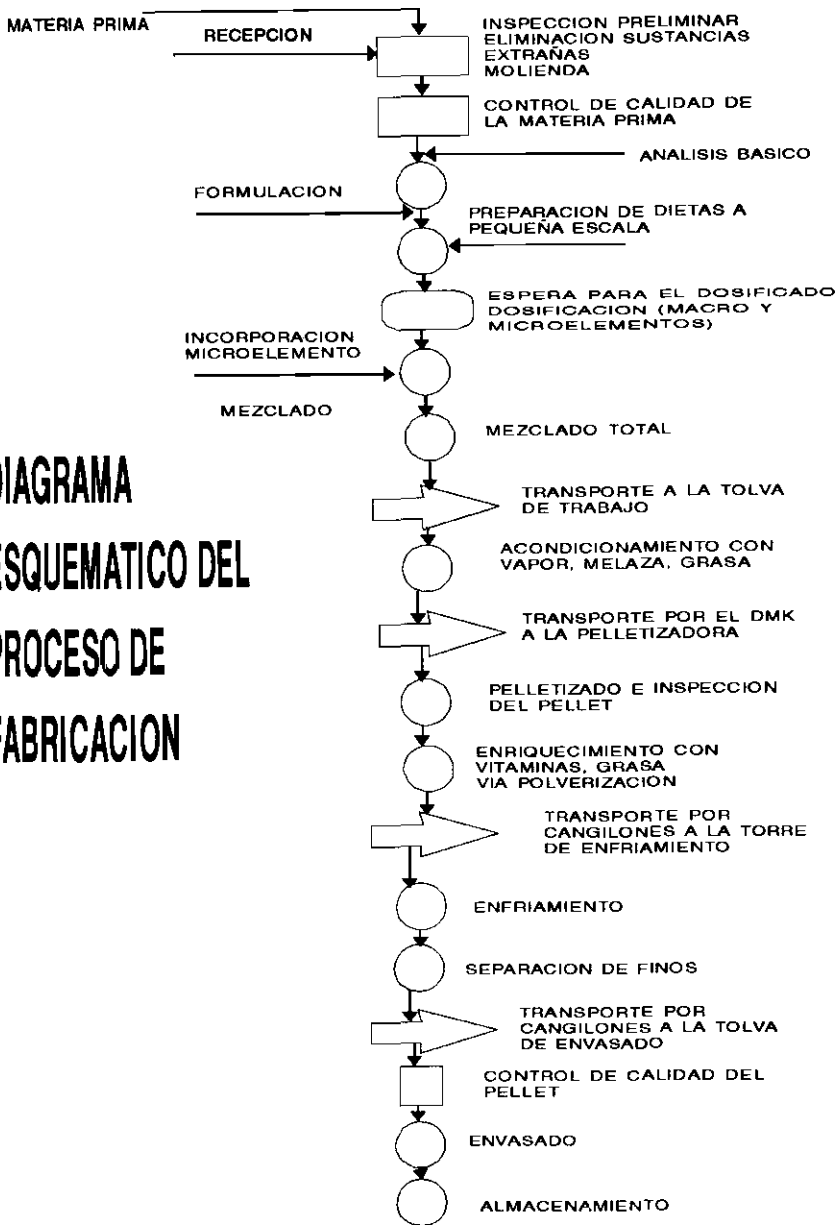 MATERIA PRIMA
RECEPCION
INSPECCION PRELIMINAR
ELIMINACION SUSTANCIAS
EXTRAÑAS
MOLIENDA
CONTROL DE CALIDAD DE
LA MATERIA PRIMA
ANALISIS BASICO
FORMULACION
PREPARACION DE DIETAS A
PEQUEÑA ESCALA
ESPERA PARA EL DOSIFICADO
DOSIFICACION (MACRO Y
MICROELEMENTOS)
INCORPORACION
MICROELEMENTO
MEZCLADO
MEZCLADO TOTAL
DIAGRAMA
ESQUEMATICO DEL
PROCESO DE
FABRICACION
TRANSPORTE A LA TOLVA
DE TRABAJO
ACONDICIONAMIENTO CON
VAPOR, MELAZA, GRASA
TRANSPORTE POR EL DMK
A LA PELLETIZADORA
PELLETIZADO E INSPECCION
DEL PELLET
ENRIQUECIMIENTO CON
VITAMINAS, GRASA
VIA POLVERIZACION
TRANSPORTE POR
CANGILONES A LA TORRE
DE ENFRIAMIENTO
ENFRIAMIENTO
SEPARACION DE FINOS
TRANSPORTE POR
CANGILONES A LA TOLVA
DE ENVASADO
CONTROL DE CALIDAD DEL
PELLET
ENVASADO
ALMACENAMIENTO